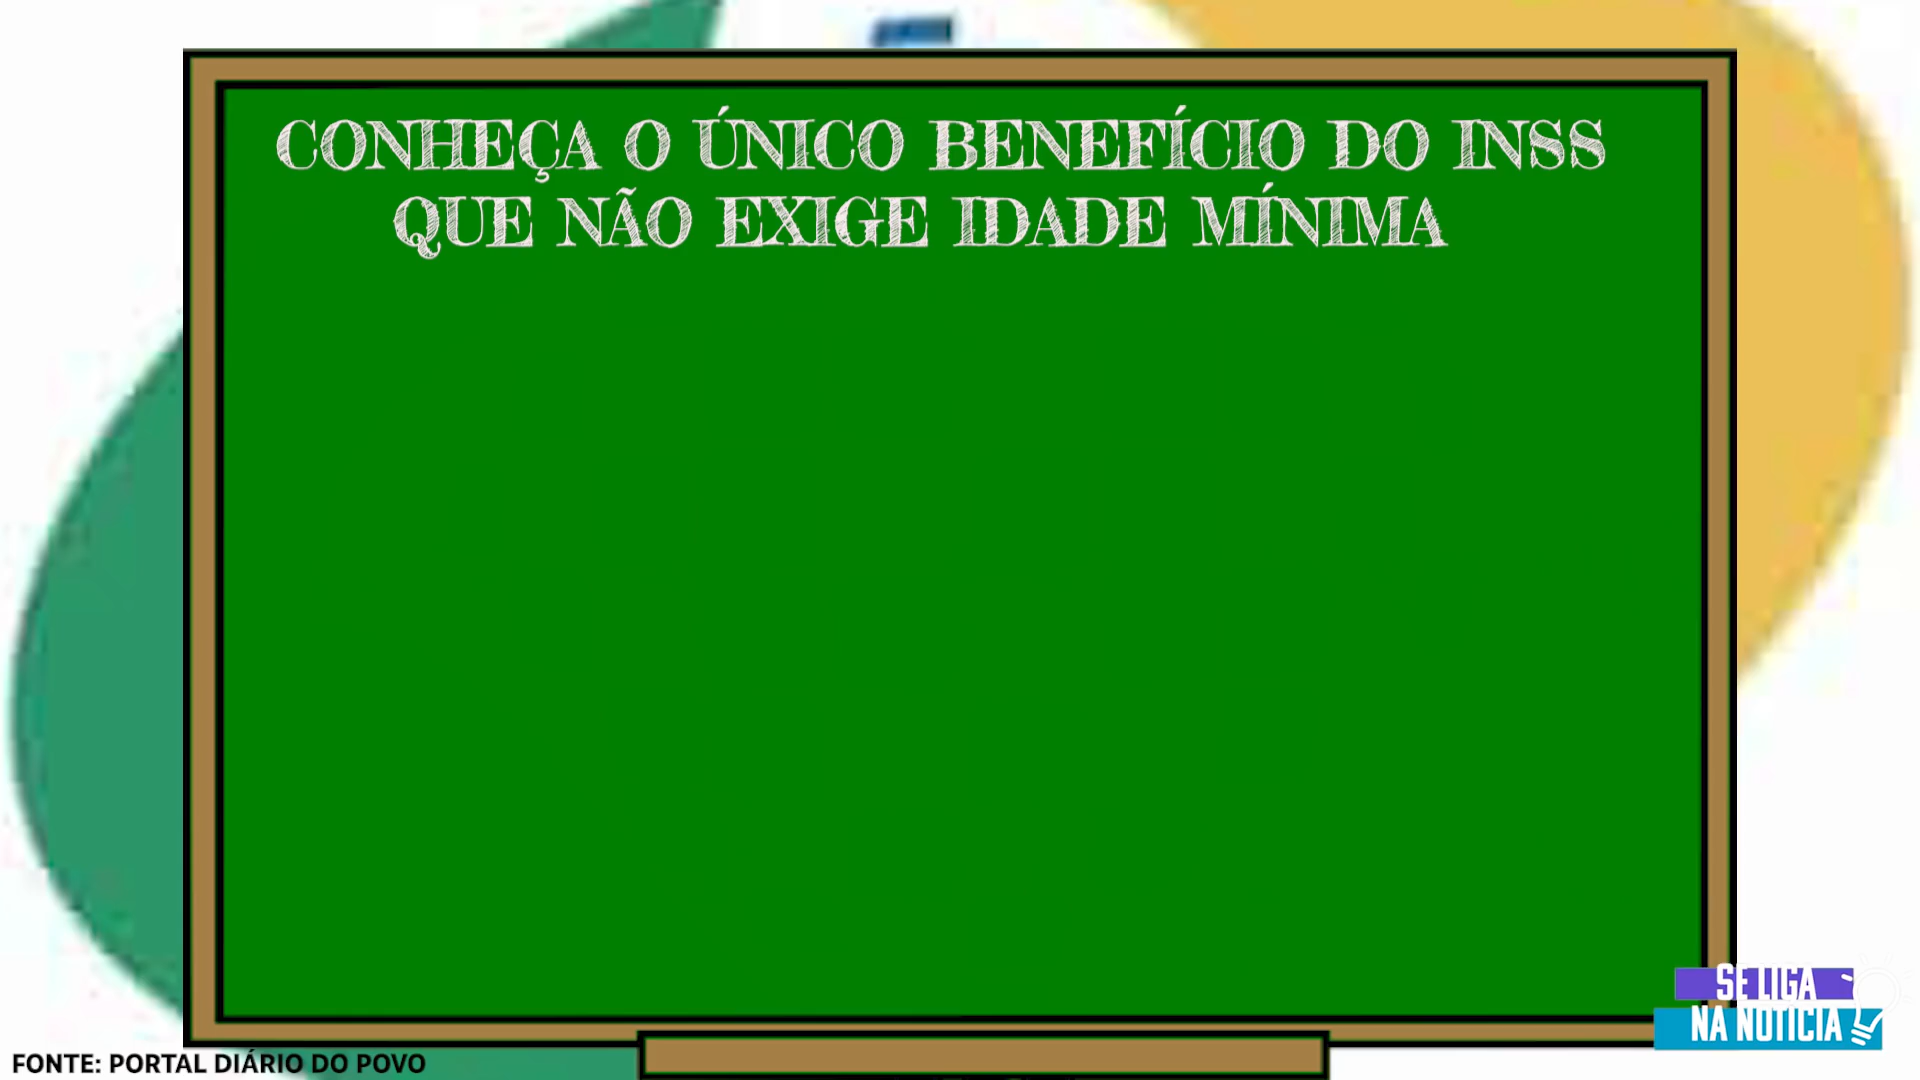 CONHEÇA O ÚNICO BENEFÍCIO DO INSS
QUE NÃO EXIGE IDADE MÍNIMA
SE LIGA
NA NOTÍCIA
FONTE: PORTAL DIÁRIO DO POVO